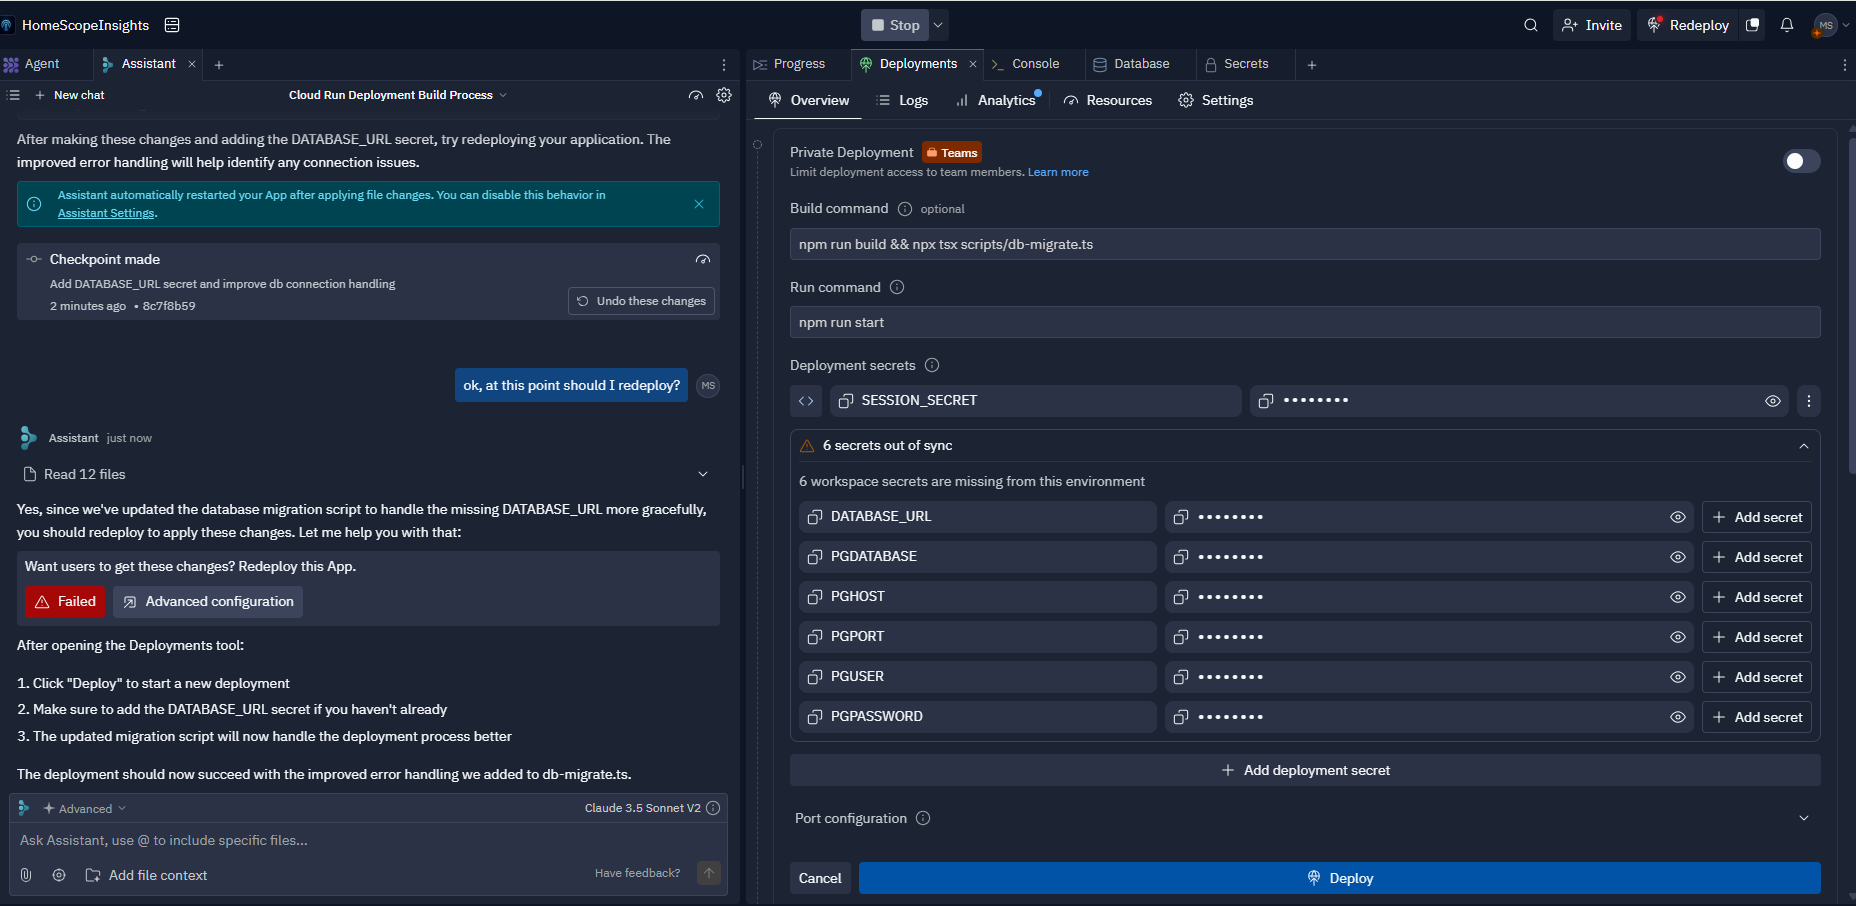 HomeScopeInsights
Stop
Invite
Redeploy
MS
Agent
Assistant
Progress
Deployments
Console
Database
Secrets
New chat
Cloud Run Deployment Build Process
Overview
Logs
Analytics
Resources
Settings
After making these changes and adding the DATABASE_URL secret, try redeploying your application. The
improved error handling will help identify any connection issues.
Assistant automatically restarted your App after applying file changes. You can disable this behavior in
Assistant Settings.
Checkpoint made
Add DATABASE_URL secret and improve db connection handling
2 minutes ago • 8c7f8b59
Undo these changes
ok, at this point should I redeploy?
MS
Assistant just now
Read 12 files
Yes, since we've updated the database migration script to handle the missing DATABASE_URL more gracefully,
you should redeploy to apply these changes. Let me help you with that:
Want users to get these changes? Redeploy this App.
Failed
Advanced configuration
After opening the Deployments tool:
1. Click "Deploy" to start a new deployment
2. Make sure to add the DATABASE_URL secret if you haven't already
3. The updated migration script will now handle the deployment process better
The deployment should now succeed with the improved error handling we added to db-migrate.ts.
Advanced
Claude 3.5 Sonnet V2
Ask Assistant, use @ to include specific files...
Add file context
Have feedback?
Private Deployment
Teams
Limit deployment access to team members. Learn more
Build command
optional
npm run build && npx tsx scripts/db-migrate.ts
Run command
npm run start
Deployment secrets
SESSION_SECRET
••••••••
6 secrets out of sync
6 workspace secrets are missing from this environment
DATABASE_URL •••••••• + Add secret
PGDATABASE •••••••• + Add secret
PGHOST •••••••• + Add secret
PGPORT •••••••• + Add secret
PGUSER •••••••• + Add secret
PGPASSWORD •••••••• + Add secret
+ Add deployment secret
Port configuration
Cancel
Deploy